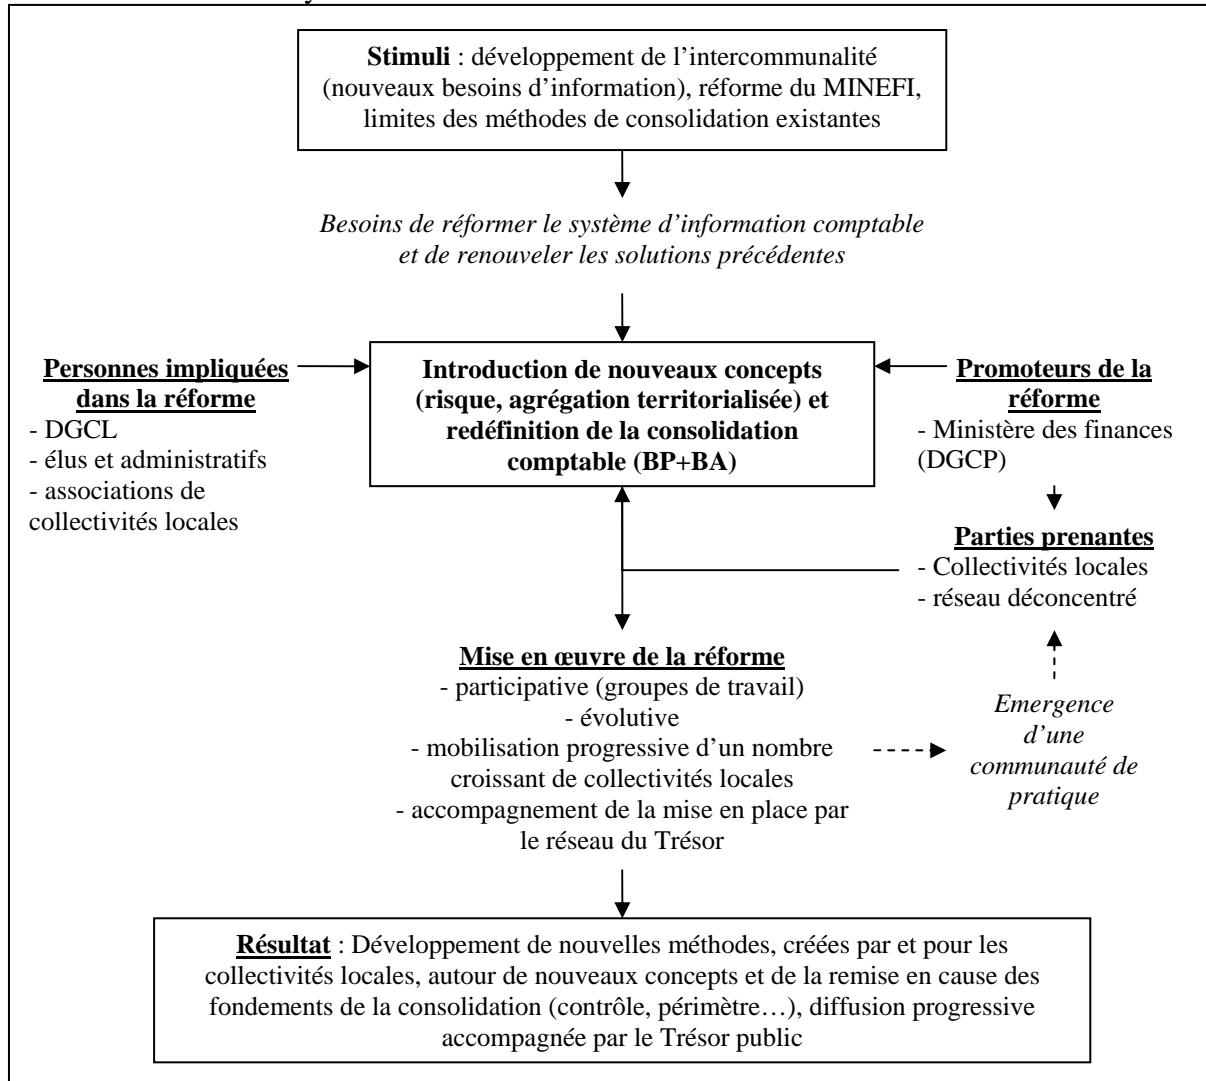 Stimuli : développement de l’intercommunalité
(nouveaux besoins d’information), réforme du MINEFI,
limites des méthodes de consolidation existantes
Besoins de réformer le système d’information comptable
et de renouveler les solutions précédentes
Personnes impliquées
dans la réforme
- DGCL
- élus et administratifs
- associations de
collectivités locales
Introduction de nouveaux concepts
(risque, agrégation territorialisée) et
redéfinition de la consolidation
comptable (BP+BA)
Promoteurs de la
réforme
- Ministère des finances
(DGCP)
Parties prenantes
- Collectivités locales
- réseau déconcentré
Mise en œuvre de la réforme
- participative (groupes de travail)
- évolutive
- mobilisation progressive d’un nombre
croissant de collectivités locales
- accompagnement de la mise en place par
le réseau du Trésor
Emergence
d’une
communauté de
pratique
Résultat : Développement de nouvelles méthodes, créées par et pour les
collectivités locales, autour de nouveaux concepts et de la remise en cause des
fondements de la consolidation (contrôle, périmètre…), diffusion progressive
accompagnée par le Trésor public